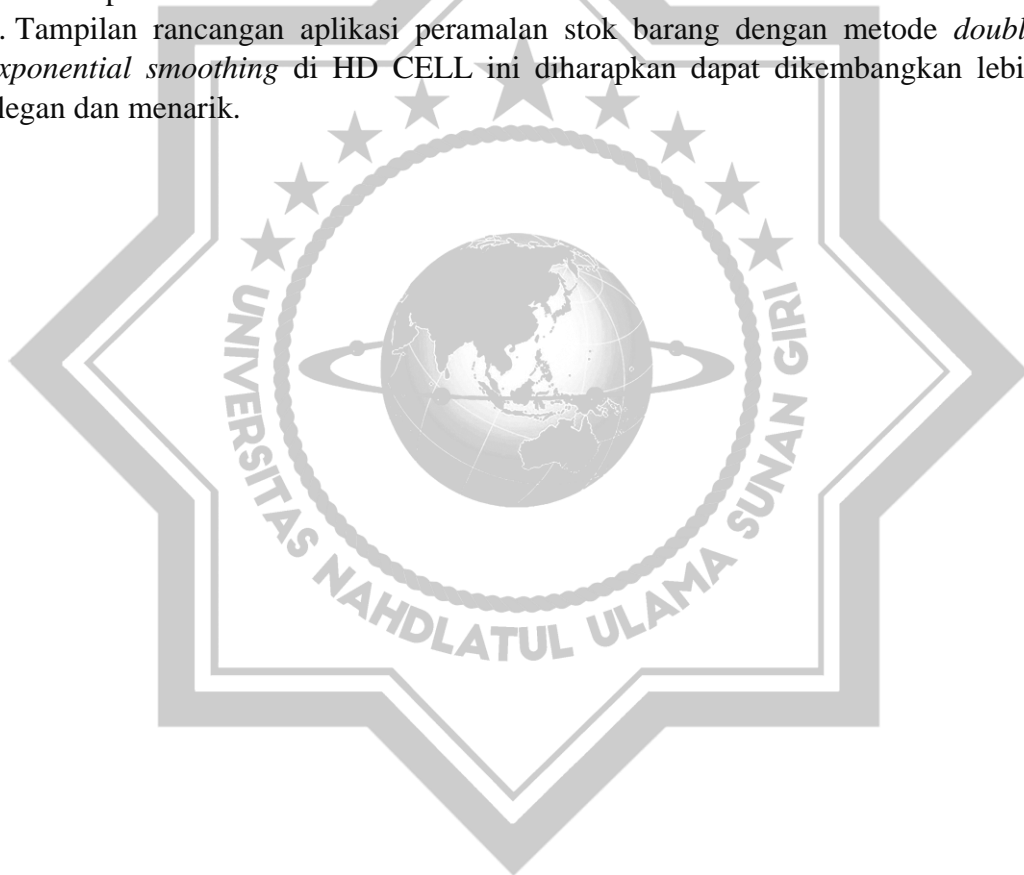 . Tampilan rancangan aplikasi peramalan stok barang dengan metode doubl
xponential smoothing di HD CELL ini diharapkan dapat dikembangkan lebi
legan dan menarik.
UNIVERSITAS NAHDLATUL ULAMA SUNAN GIRI